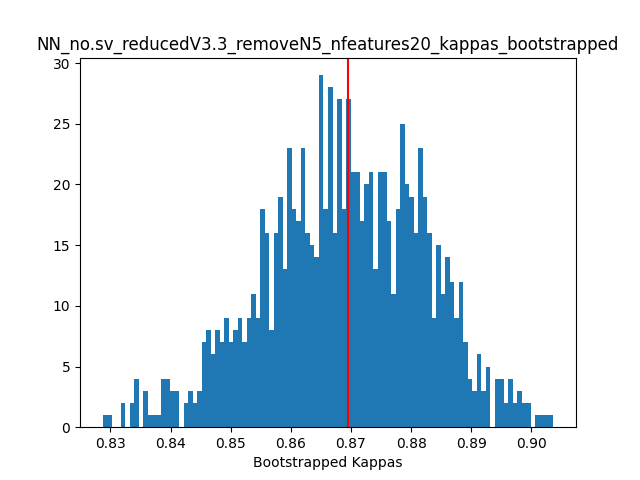 NN_no.sv_reducedV3.3_removeN5_nfeatures20_kappas_bootstrapped
30
25
20
15
10
5
0
0.83 0.84 0.85 0.86 0.87 0.88 0.89 0.90
Bootstrapped Kappas